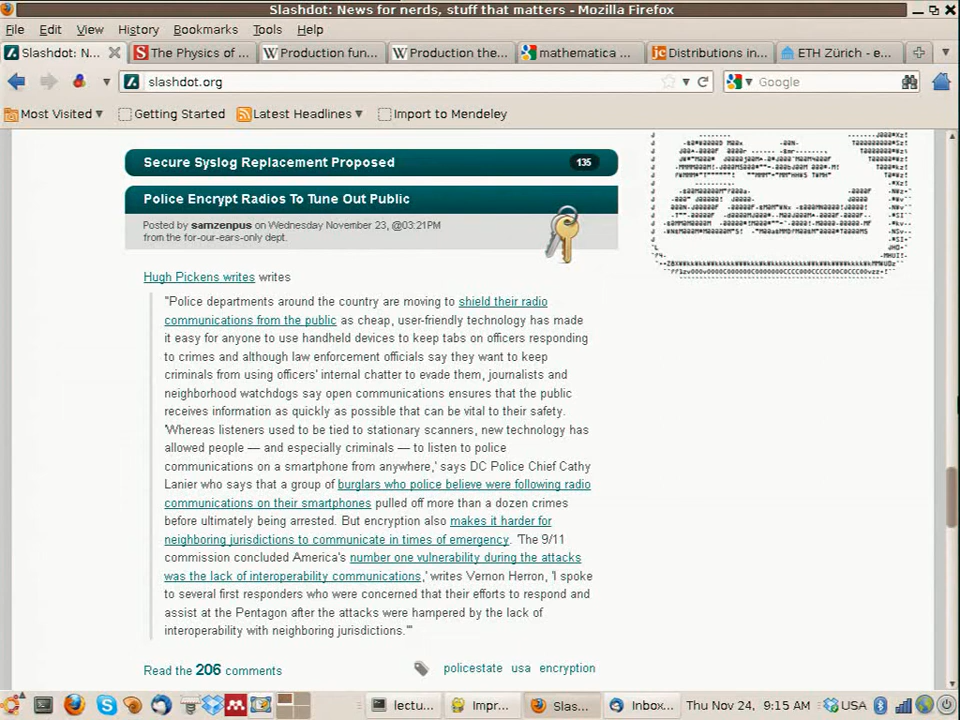 Slashdot: News for nerds, stuff that matters - Mozilla Firefox
File Edit View History Bookmarks Tools Help
Slashdot: N...
The Physics of ...
Production fun...
Production the...
mathematica ...
Distributions in...
ETH Zürich - e...
slashdot.org
Google
Most Visited
Getting Started
Latest Headlines
Import to Mendeley
Secure Syslog Replacement Proposed 135
Police Encrypt Radios To Tune Out Public
Posted by samzenpus on Wednesday November 23, @03:21PM
from the for-our-ears-only dept.
Hugh Pickens writes writes
"Police departments around the country are moving to shield their radio
communications from the public as cheap, user-friendly technology has made
it easy for anyone to use handheld devices to keep tabs on officers responding
to crimes and although law enforcement officials say they want to keep
criminals from using officers' internal chatter to evade them, journalists and
neighborhood watchdogs say open communications ensures that the public
receives information as quickly as possible that can be vital to their safety.
'Whereas listeners used to be tied to stationary scanners, new technology has
allowed people — and especially criminals — to listen to police
communications on a smartphone from anywhere,' says DC Police Chief Cathy
Lanier who says that a group of burglars who police believe were following radio
communications on their smartphones pulled off more than a dozen crimes
before ultimately being arrested. But encryption also makes it harder for
neighboring jurisdictions to communicate in times of emergency. 'The 9/11
commission concluded America's number one vulnerability during the attacks
was the lack of interoperability communications,' writes Vernon Herron, 'I spoke
to several first responders who were concerned that their efforts to respond and
assist at the Pentagon after the attacks were hampered by the lack of
interoperability with neighboring jurisdictions.'"
Read the 206 comments
policestate usa encryption
lectu...
Impr...
Slas...
Inbox...
Thu Nov 24, 9:15 AM
USA